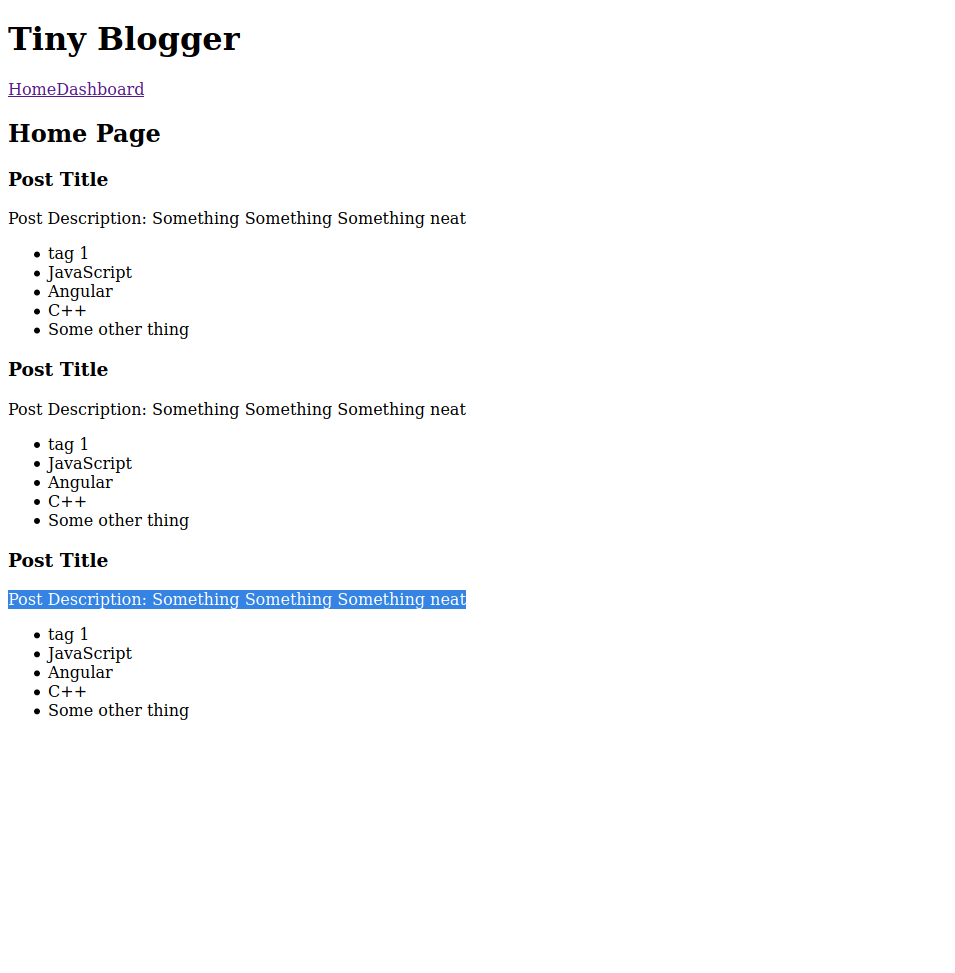 Tiny Blogger
HomeDashboard
Home Page
Post Title
Post Description: Something Something Something neat
tag 1
JavaScript
Angular
C++
Some other thing
Post Title
Post Description: Something Something Something neat
tag 1
JavaScript
Angular
C++
Some other thing
Post Title
Post Description: Something Something Something neat
tag 1
JavaScript
Angular
C++
Some other thing